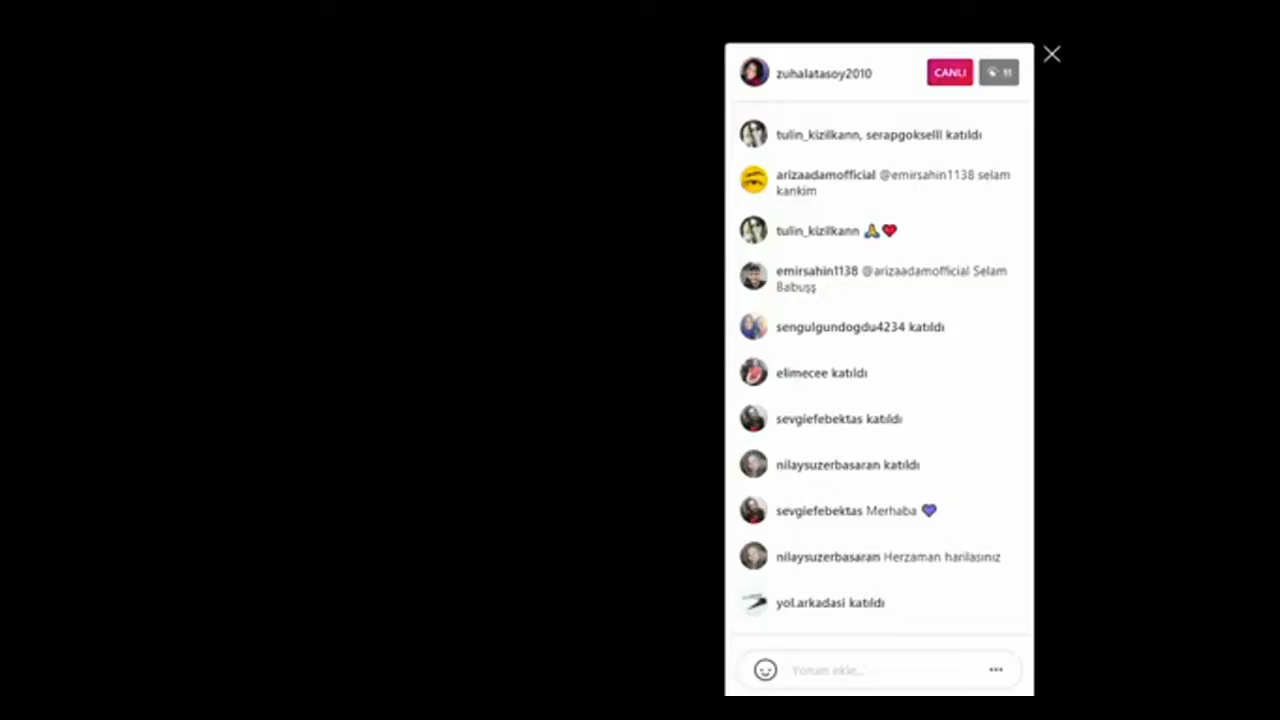 zuhalatasoy2010 CANLI 11
tulin_kizilkann, serapgokselll katıldı
arizaadamofficial @emirsahin1138 selam
kankim
tulin_kizilkann 🙏❤️
emirsahin1138 @arizaadamofficial Selam
Babuşş
sengulgundogdu4234 katıldı
elimecee katıldı
sevgiefebektas katıldı
nilaysuzerbasaran katıldı
sevgiefebektas Merhaba 💜
nilaysuzerbasaran Herzaman harilasınız
yol.arkadasi katıldı
Yorum ekle...